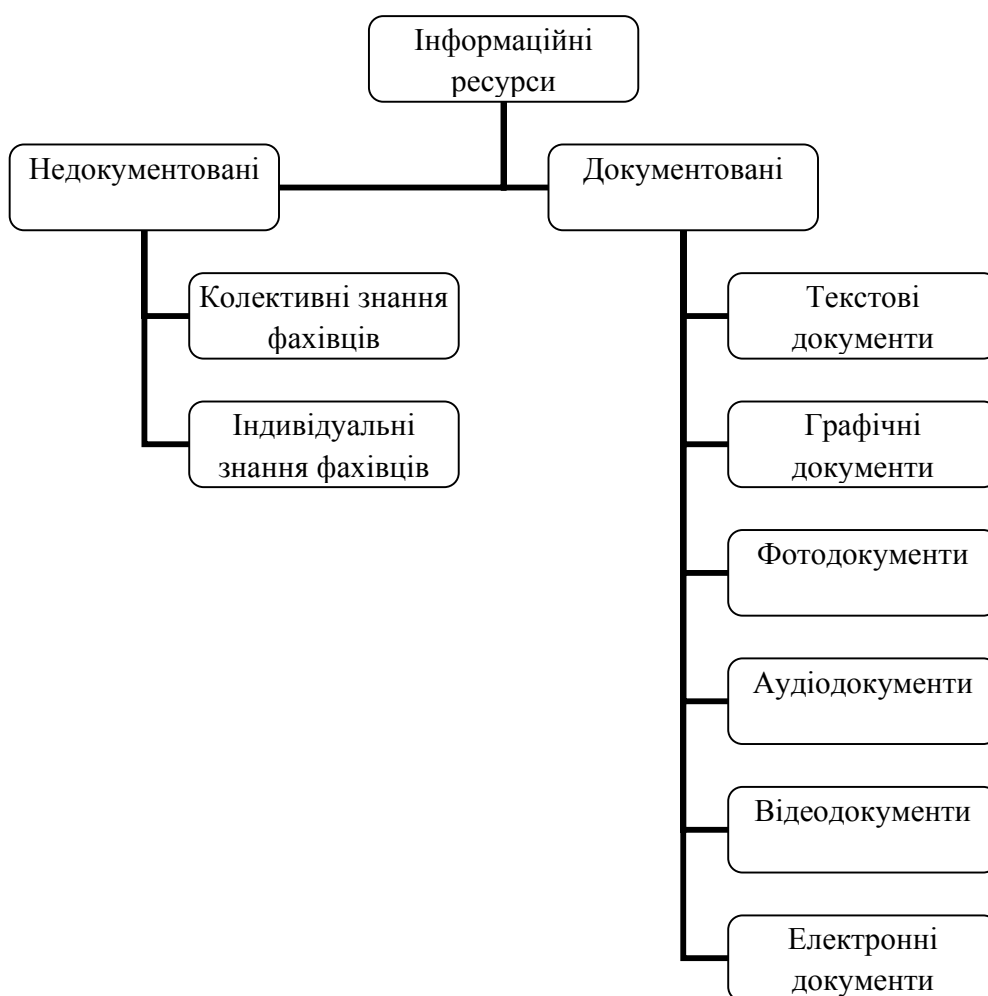 Інформаційні
ресурси
Недокументовані
Документовані
Колективні знання
фахівців
Індивідуальні
знання фахівців
Текстові
документи
Графічні
документи
Фотодокументи
Аудіодокументи
Відеодокументи
Електронні
документи